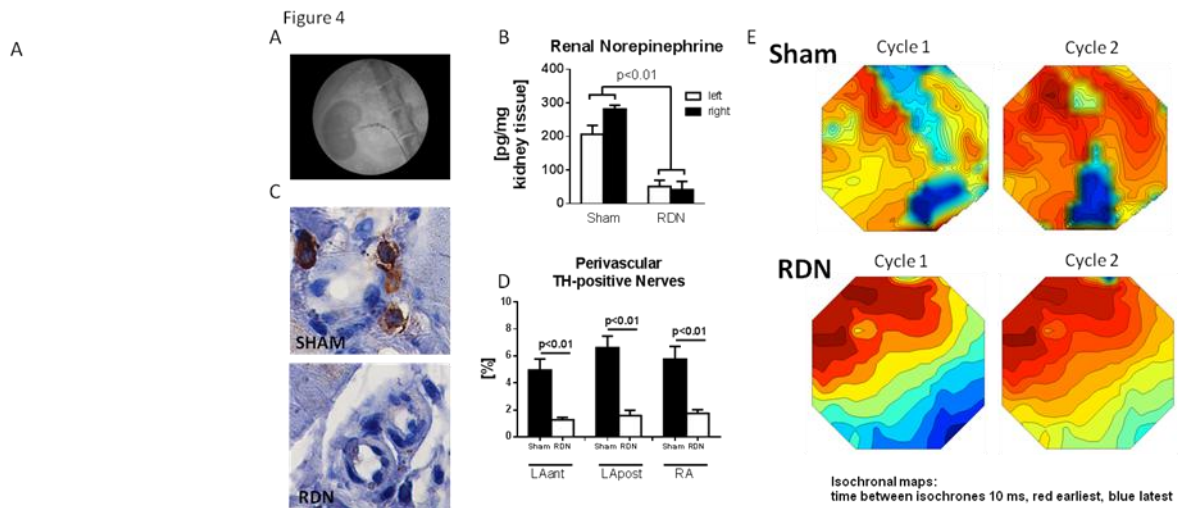 Figure 4
A
A
B
Renal Norepinephrine
p<0.01
400
300
200
100
0
[pg/mg
kidney tissue]
left
right
Sham
RDN
C
SHAM
RDN
D
Perivascular
TH-positive Nerves
p<0.01
p<0.01
p<0.01
10
8
6
4
2
0
[%]
Sham RDN
Sham RDN
Sham RDN
LAant
LApost
RA
E
Sham
Cycle 1
Cycle 2
RDN
Cycle 1
Cycle 2
Isochronal maps:
time between isochrones 10 ms, red earliest, blue latest